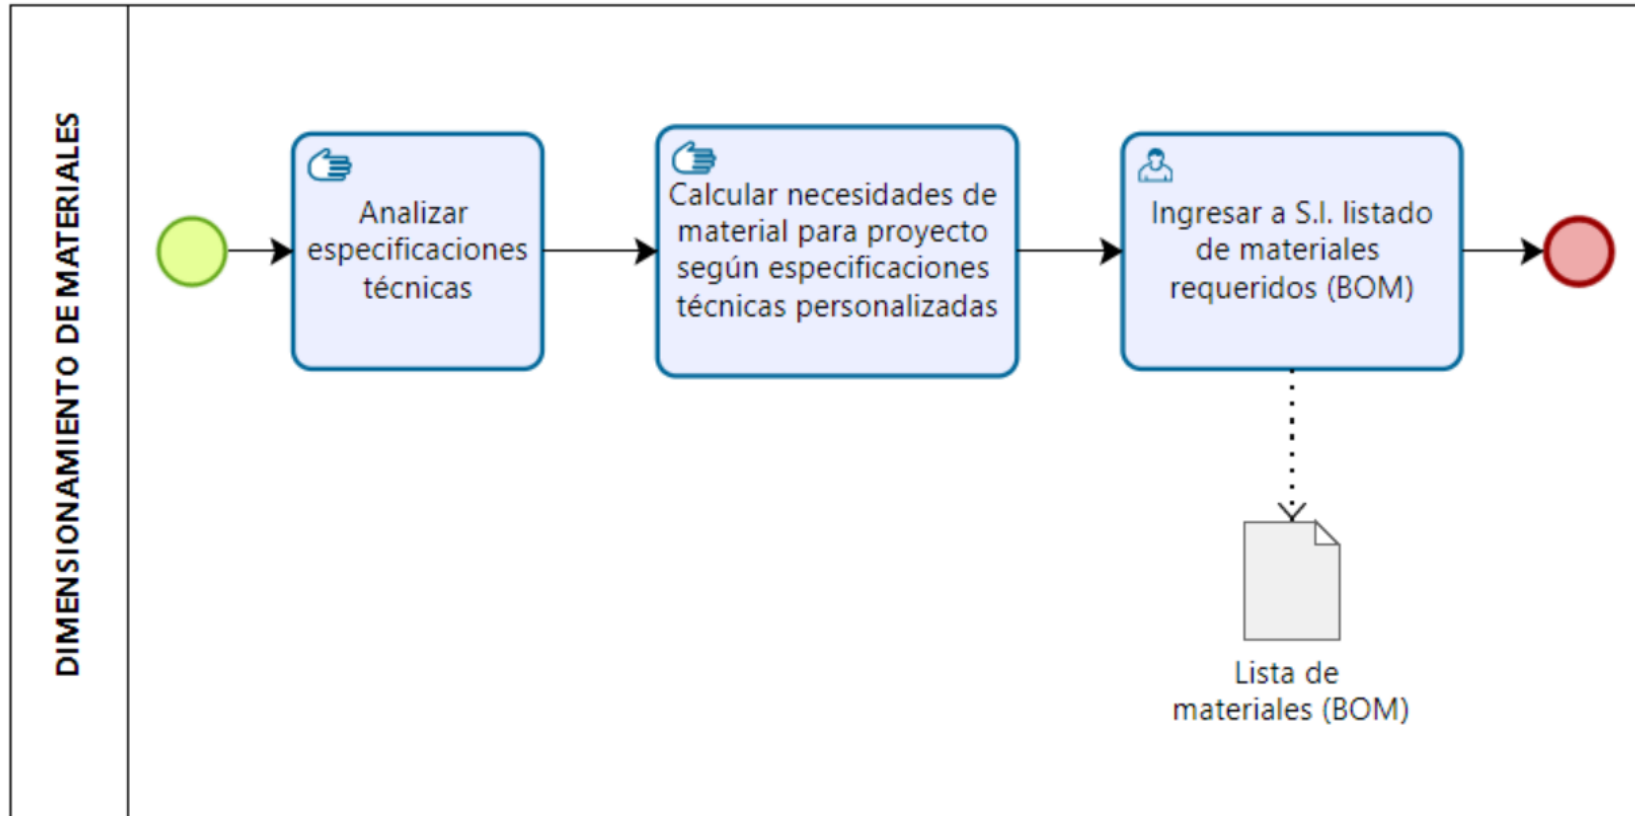 DIMENSIONAMIENTO DE MATERIALES
Analizar
especificaciones
técnicas
Calcular necesidades de
material para proyecto
según especificaciones
técnicas personalizadas
Ingresar a S.I. listado
de materiales
requeridos (BOM)
Lista de
materiales (BOM)